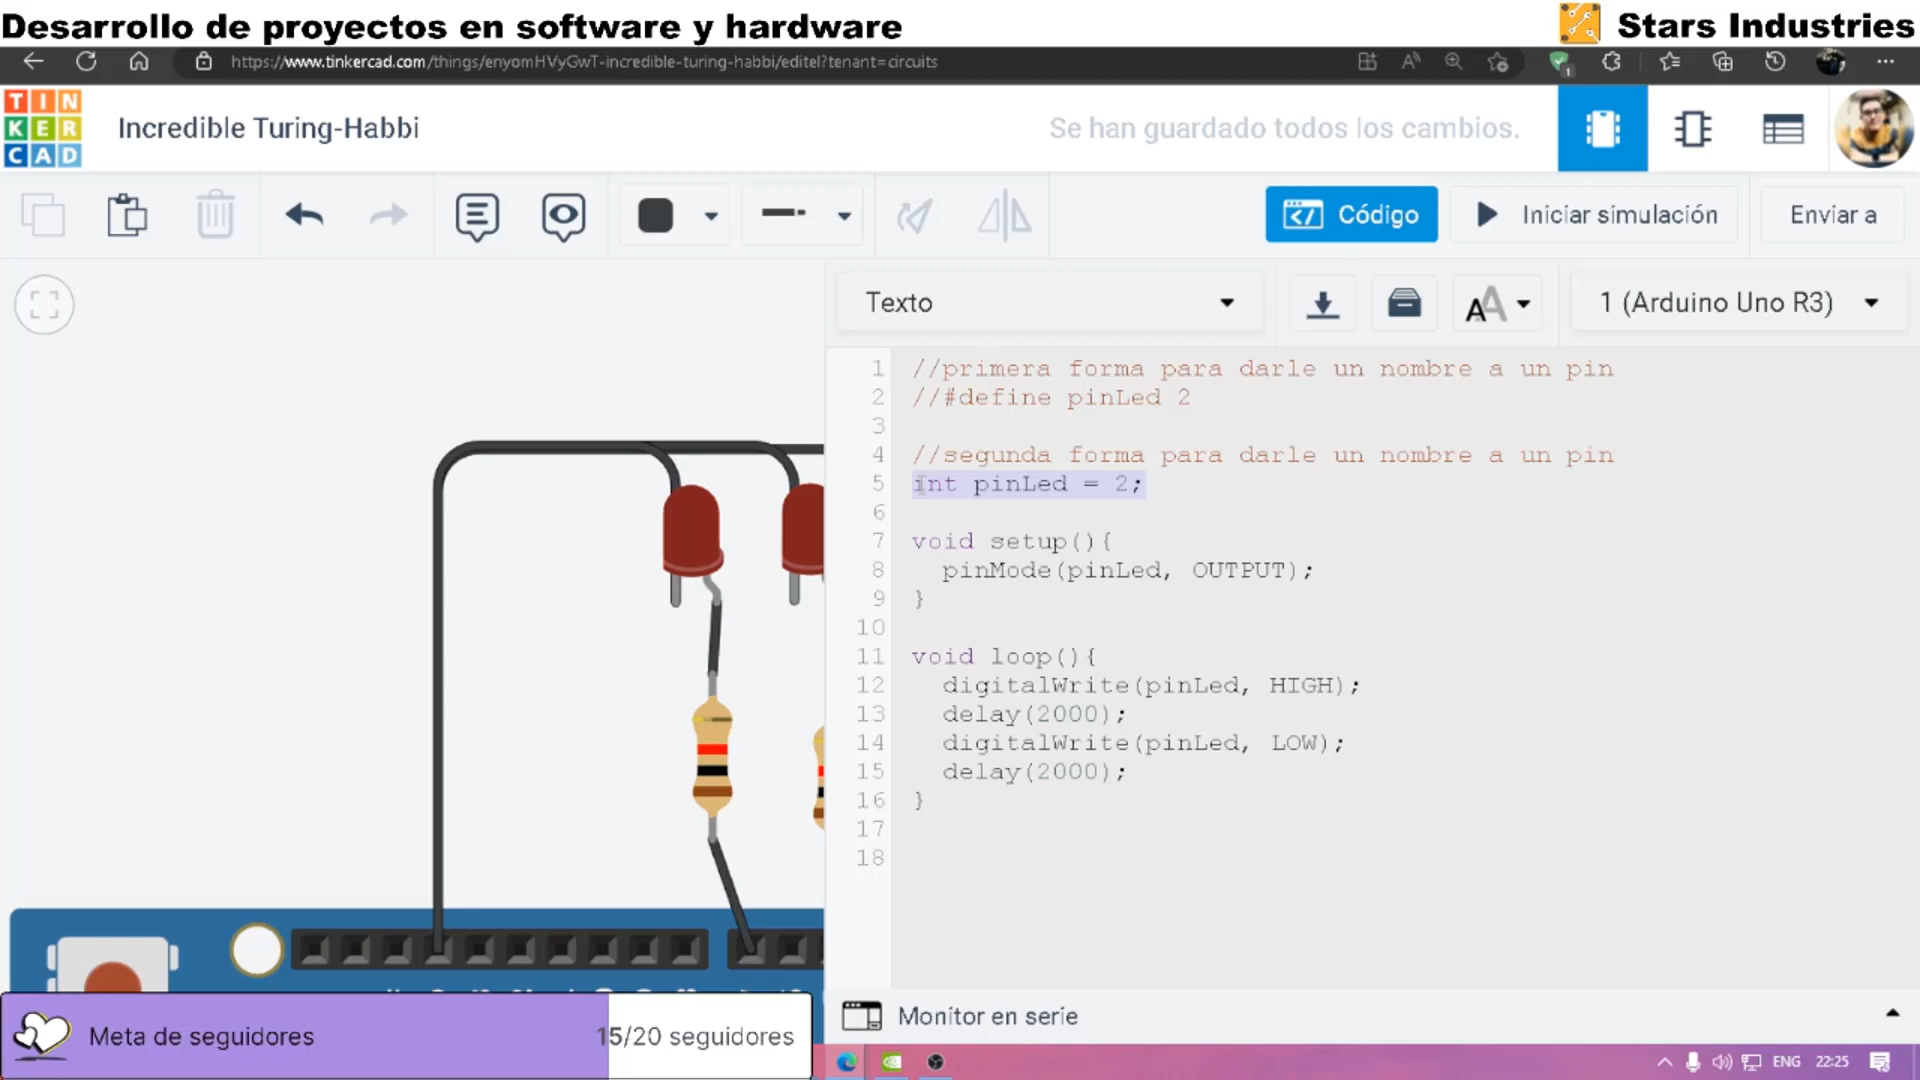 Desarrollo de proyectos en software y hardware
Stars Industries
https://www.tinkercad.com/things/enyomHVyGwT-incredible-turing-habbi/editel?tenant=circuits
1
TIN
KER
CAD
Incredible Turing-Habbi
Se han guardado todos los cambios.
Código
Iniciar simulación
Enviar a
Texto
1 (Arduino Uno R3)
1 //primera forma para darle un nombre a un pin
2 //#define pinLed 2
3
4 //segunda forma para darle un nombre a un pin
5 int pinLed = 2;
6
7 void setup(){
8 pinMode(pinLed, OUTPUT);
9 }
10
11 void loop(){
12 digitalWrite(pinLed, HIGH);
13 delay(2000);
14 digitalWrite(pinLed, LOW);
15 delay(2000);
16 }
17
18
Monitor en serie
Meta de seguidores
15/20 seguidores
ENG
22:25